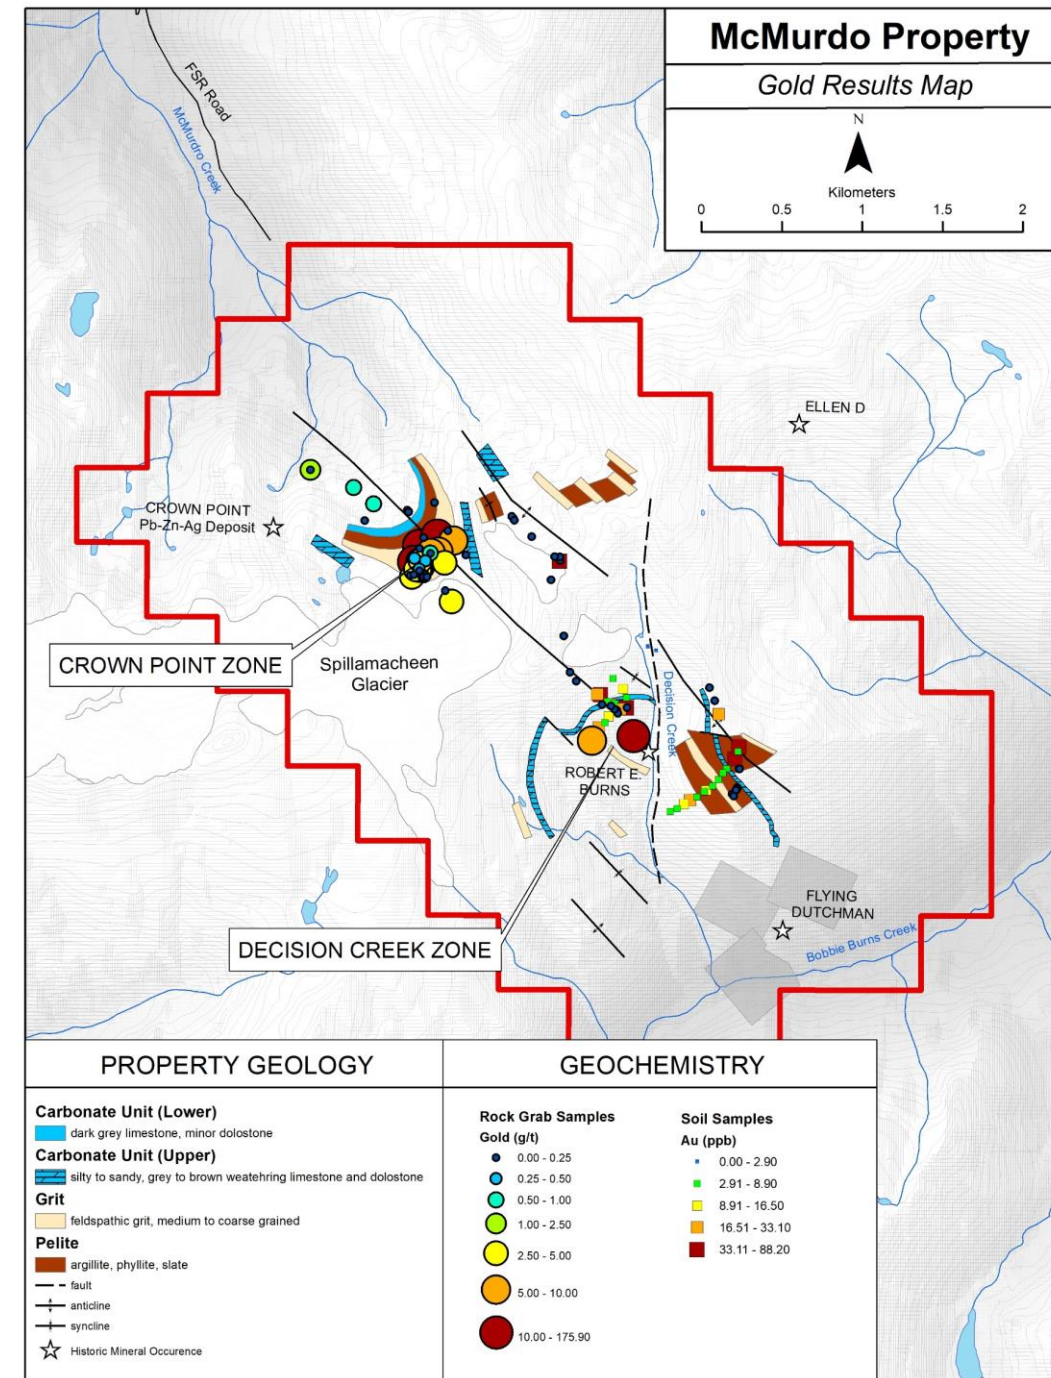 McMurdo Property
Gold Results Map
N
Kilometers
0 0.5 1 1.5 2
FSR Road
McMurdro Creek
ELLEN D
CROWN POINT
Pb-Zn-Ag Deposit
CROWN POINT ZONE
Spillamacheen
Glacier
Decision Creek
ROBERT E.
BURNS
FLYING
DUTCHMAN
DECISION CREEK ZONE
Bobbie Burns Creek
PROPERTY GEOLOGY
Carbonate Unit (Lower)
dark grey limestone, minor dolostone
Carbonate Unit (Upper)
silty to sandy, grey to brown weatehring limestone and dolostone
Grit
feldspathic grit, medium to coarse grained
Pelite
argillite, phyllite, slate
fault
anticline
syncline
Historic Mineral Occurence
GEOCHEMISTRY
Rock Grab Samples
Gold (g/t)
0.00 - 0.25
0.25 - 0.50
0.50 - 1.00
1.00 - 2.50
2.50 - 5.00
5.00 - 10.00
10.00 - 175.90
Soil Samples
Au (ppb)
0.00 - 2.90
2.91 - 8.90
8.91 - 16.50
16.51 - 33.10
33.11 - 88.20